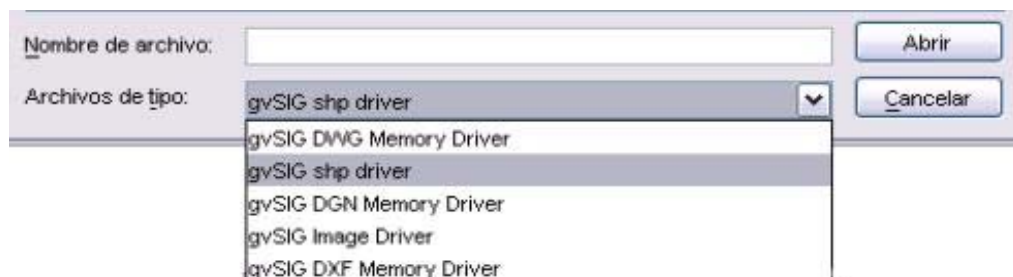 Nombre de archivo:
Abrir
Archivos de tipo:
gvSIG shp driver
Cancelar
gvSIG DWG Memory Driver
gvSIG shp driver
gvSIG DGN Memory Driver
gvSIG Image Driver
gvSIG DXF Memory Driver